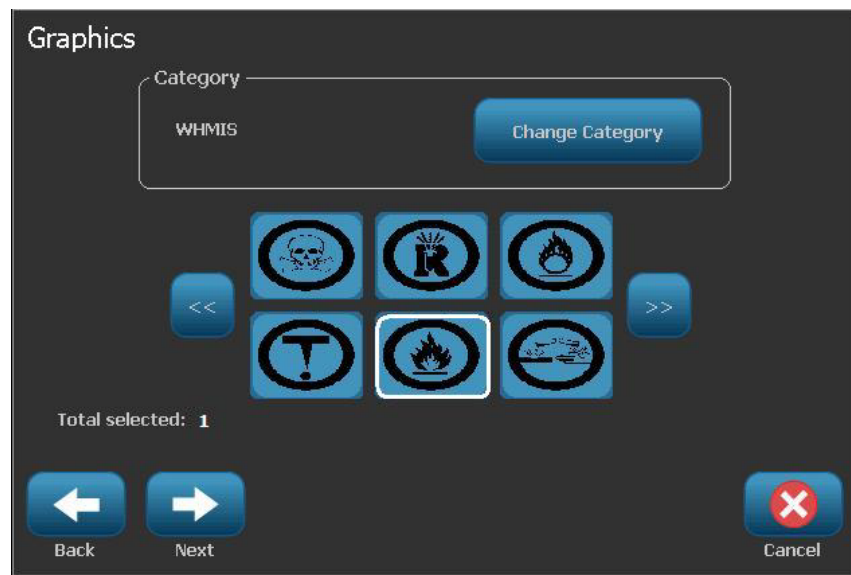 Graphics
Category
WHMIS
Change Category
<<
>>
R
T
Total selected: 1
Back
Next
Cancel